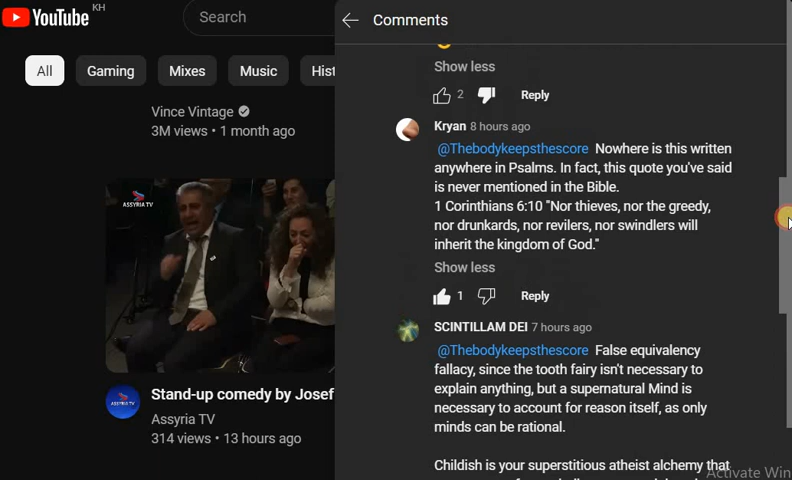 YouTube KH
Search
All
Gaming
Mixes
Music
Hist
Vince Vintage
3M views • 1 month ago
ASSYRIA TV
Stand-up comedy by Josef
Assyria TV
314 views • 13 hours ago
Comments
Show less
2
Reply
Kryan 8 hours ago
@Thebodykeepsthescore Nowhere is this written
anywhere in Psalms. In fact, this quote you've said
is never mentioned in the Bible.
1 Corinthians 6:10 "Nor thieves, nor the greedy,
nor drunkards, nor revilers, nor swindlers will
inherit the kingdom of God."
Show less
1
Reply
SCINTILLAM DEI 7 hours ago
@Thebodykeepsthescore False equivalency
fallacy, since the tooth fairy isn't necessary to
explain anything, but a supernatural Mind is
necessary to account for reason itself, as only
minds can be rational.
Childish is your superstitious atheist alchemy that
Activate Win